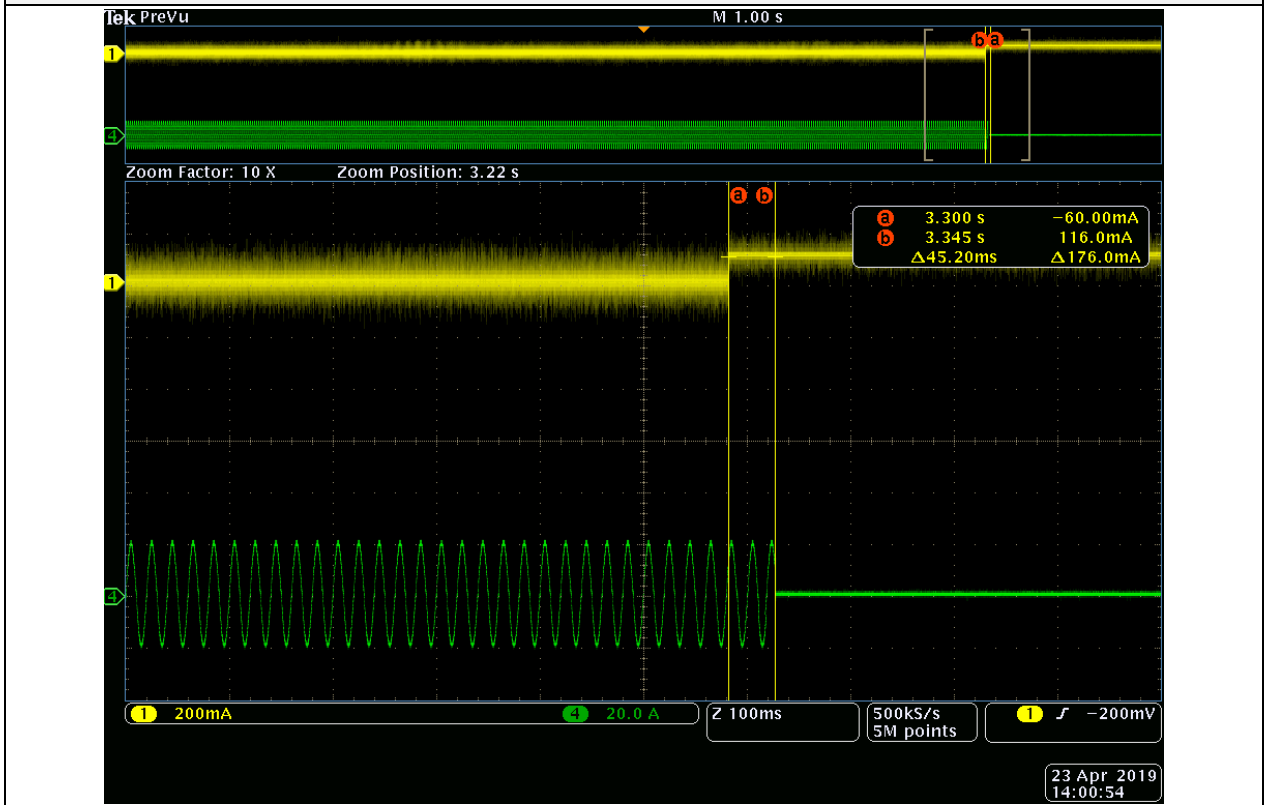 Tek PreVu M 1.00 s
1
b a
4
Zoom Factor: 10 X Zoom Position: 3.22 s
a b
a 3.300 s −60.00mA
b 3.345 s 116.0mA
Δ45.20ms Δ176.0mA
1
4
1 200mA 4 20.0 A Z 100ms 500kS/s 1 −200mV
5M points
23 Apr 2019
14:00:54